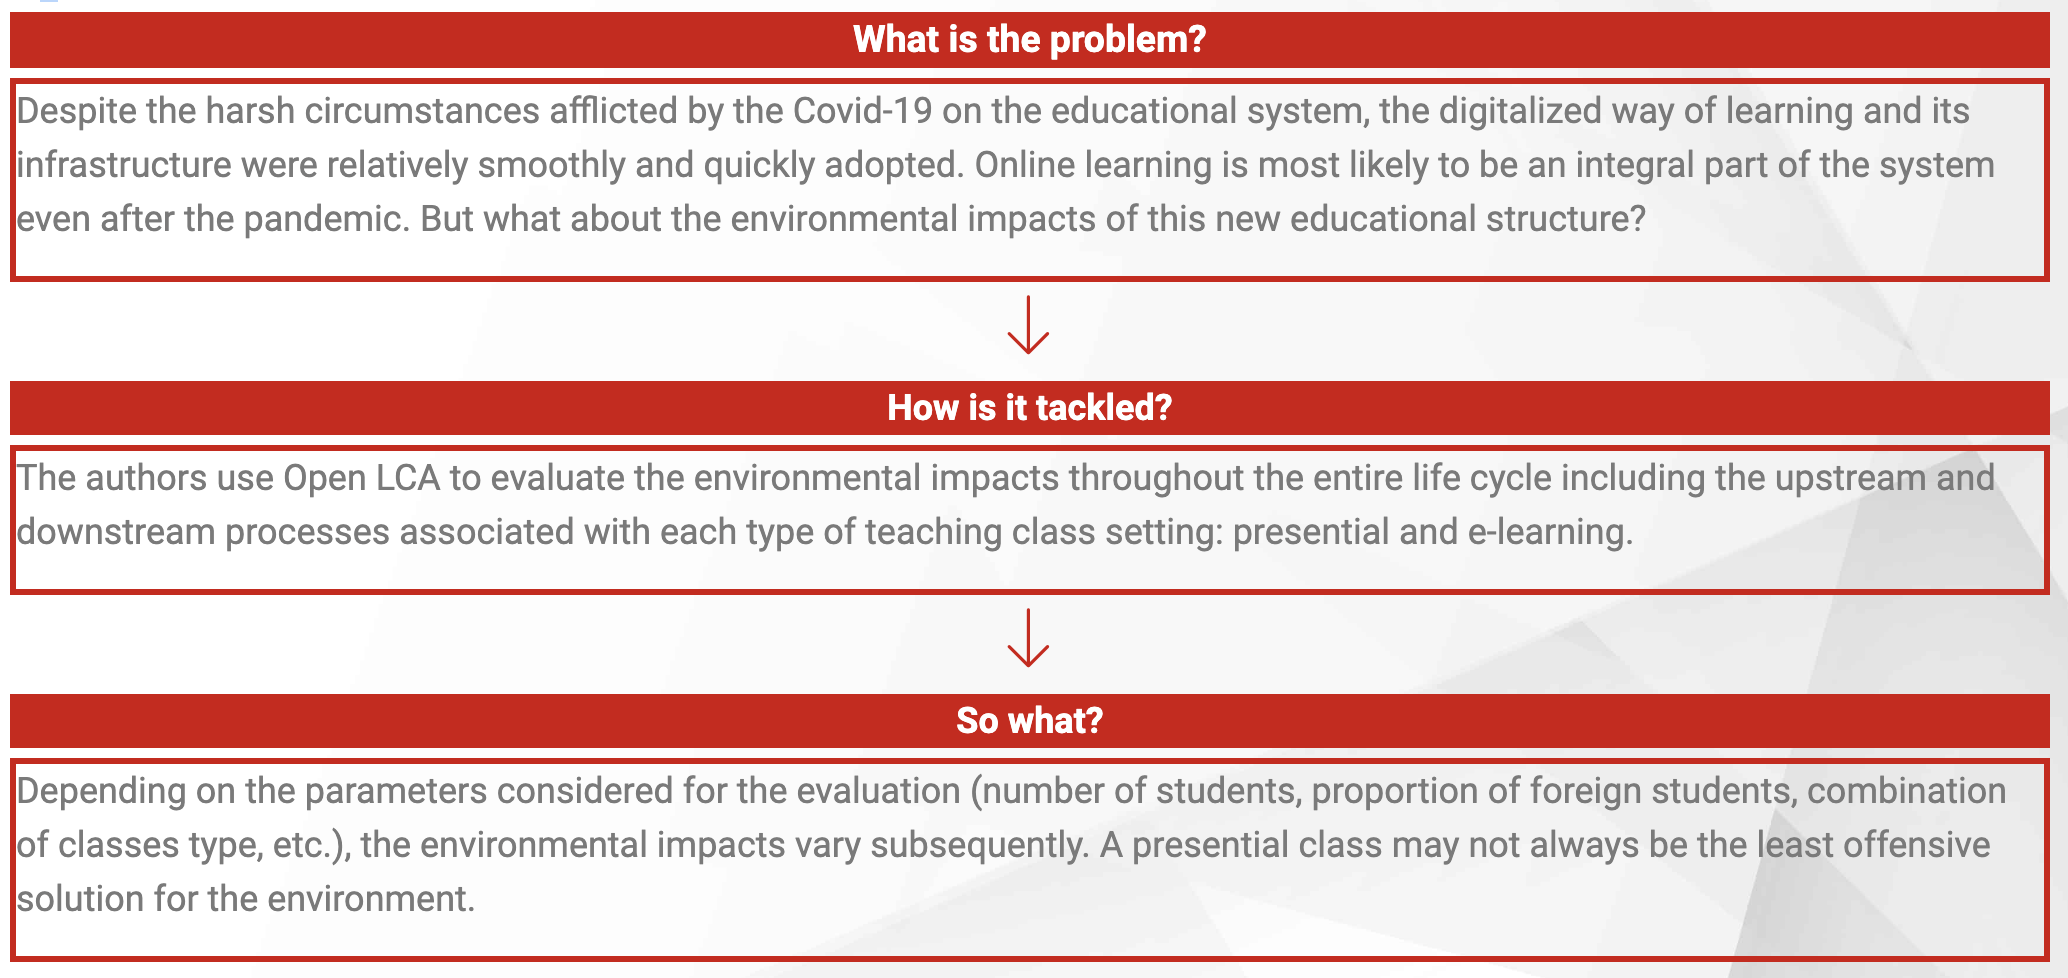 What is the problem?
Despite the harsh circumstances afflicted by the Covid-19 on the educational system, the digitalized way of learning and its
infrastructure were relatively smoothly and quickly adopted. Online learning is most likely to be an integral part of the system
even after the pandemic. But what about the environmental impacts of this new educational structure?
How is it tackled?
The authors use Open LCA to evaluate the environmental impacts throughout the entire life cycle including the upstream and
downstream processes associated with each type of teaching class setting: presential and e-learning.
So what?
Depending on the parameters considered for the evaluation (number of students, proportion of foreign students, combination
of classes type, etc.), the environmental impacts vary subsequently. A presential class may not always be the least offensive
solution for the environment.